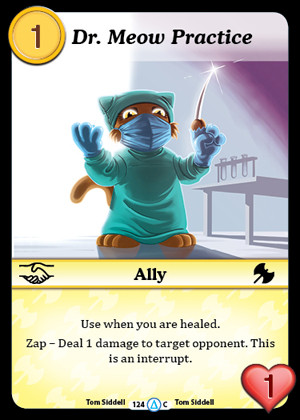 1 Dr. Meow Practice
Ally
Use when you are healed.
Zap – Deal 1 damage to target opponent. This
is an interrupt.
1
Tom Siddell 124 A C Tom Siddell